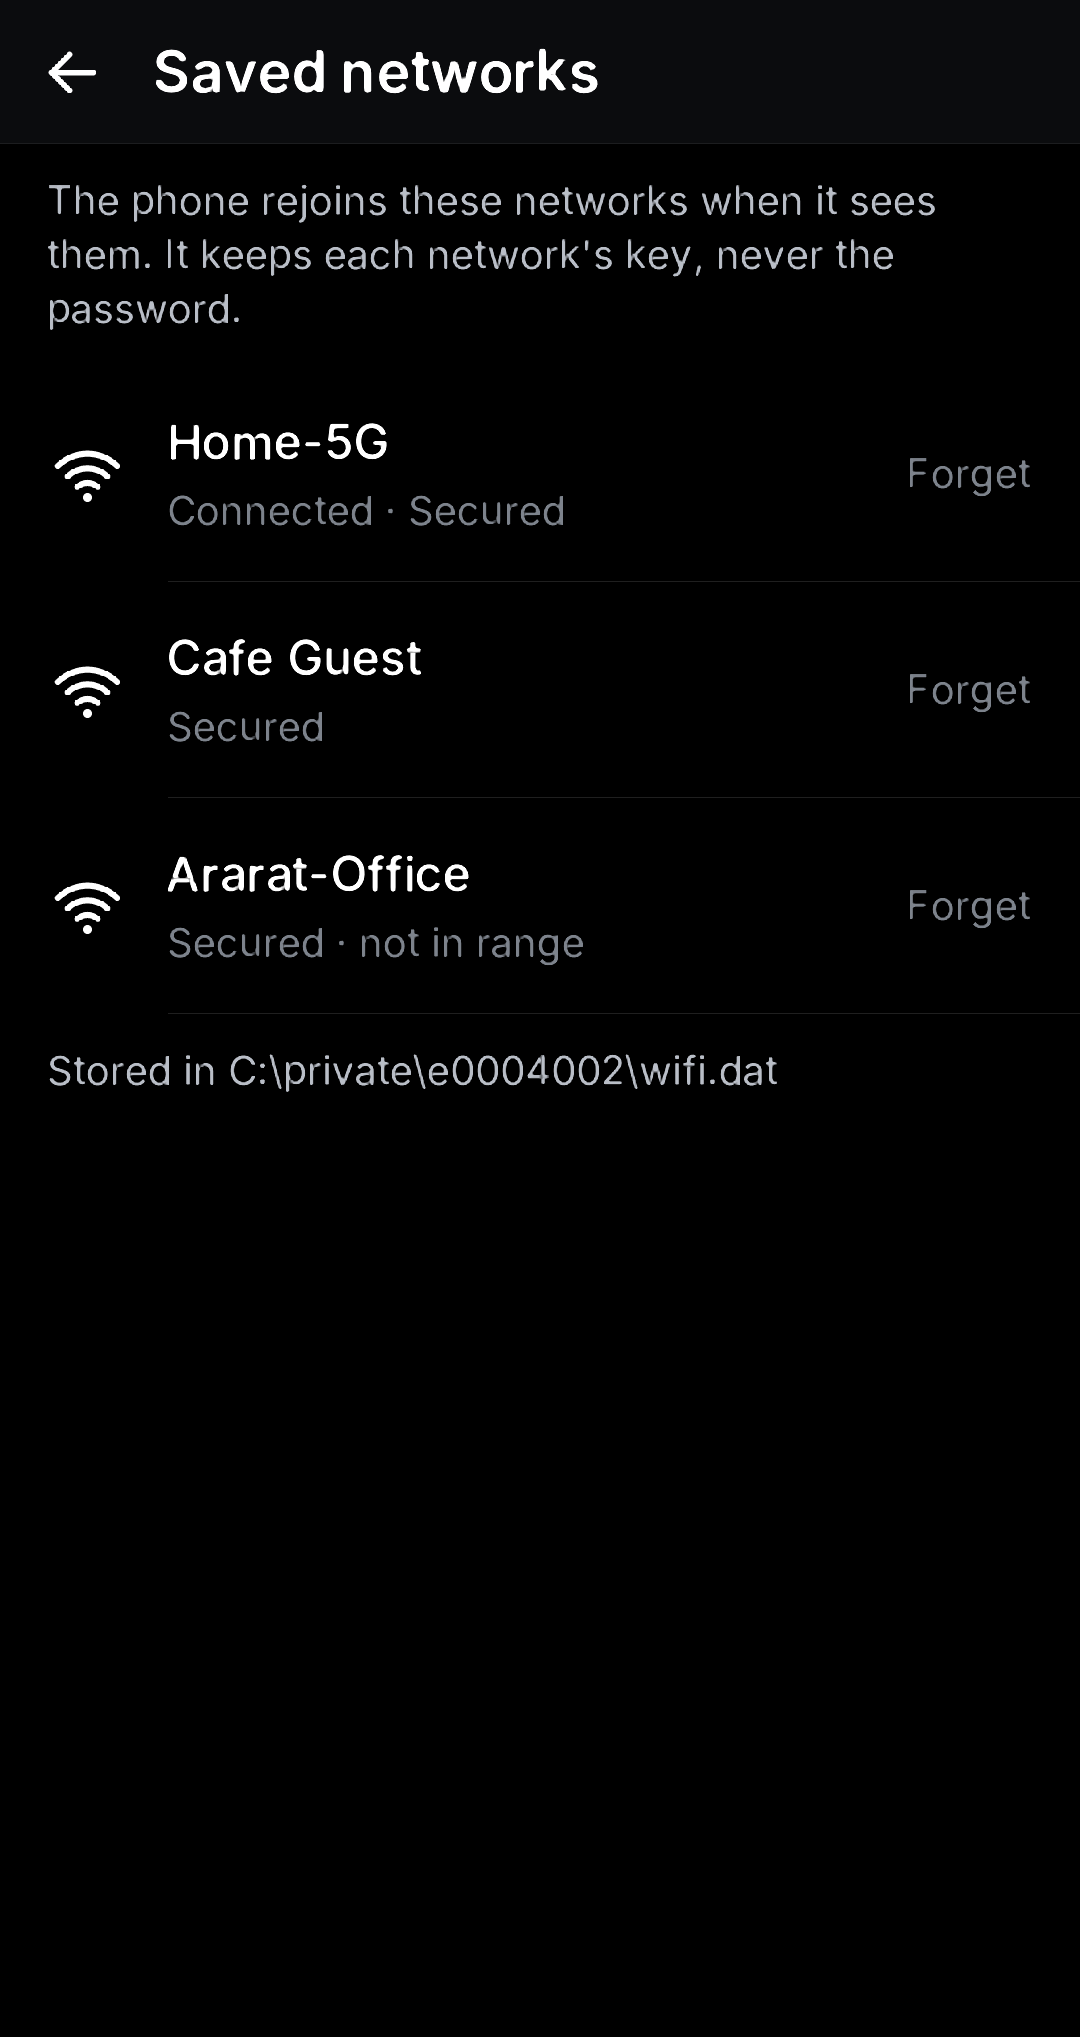 Saved networks
The phone rejoins these networks when it sees
them. It keeps each network's key, never the
password.
Home-5G
Connected · Secured
Forget
Cafe Guest
Secured
Forget
Ararat-Office
Secured · not in range
Forget
Stored in C:\private\e0004002\wifi.dat